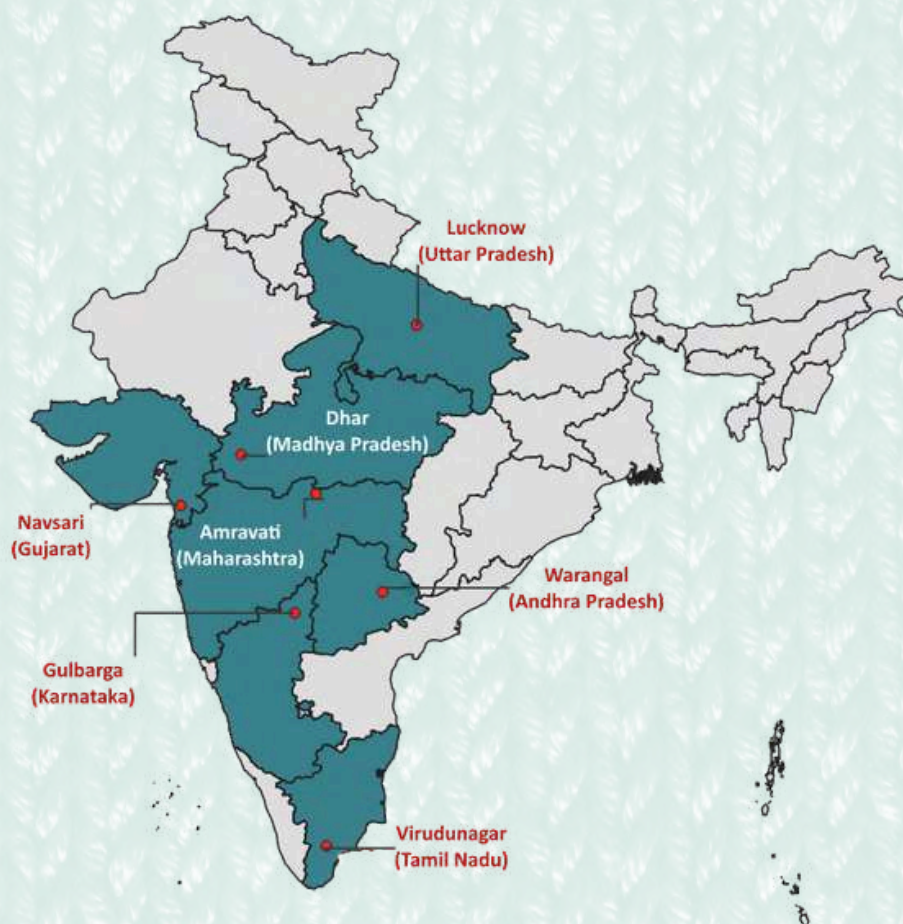 Lucknow
(Uttar Pradesh)
Dhar
(Madhya Pradesh)
Navsari
(Gujarat)
Amravati
(Maharashtra)
Warangal
(Andhra Pradesh)
Gulbarga
(Karnataka)
Virudunagar
(Tamil Nadu)